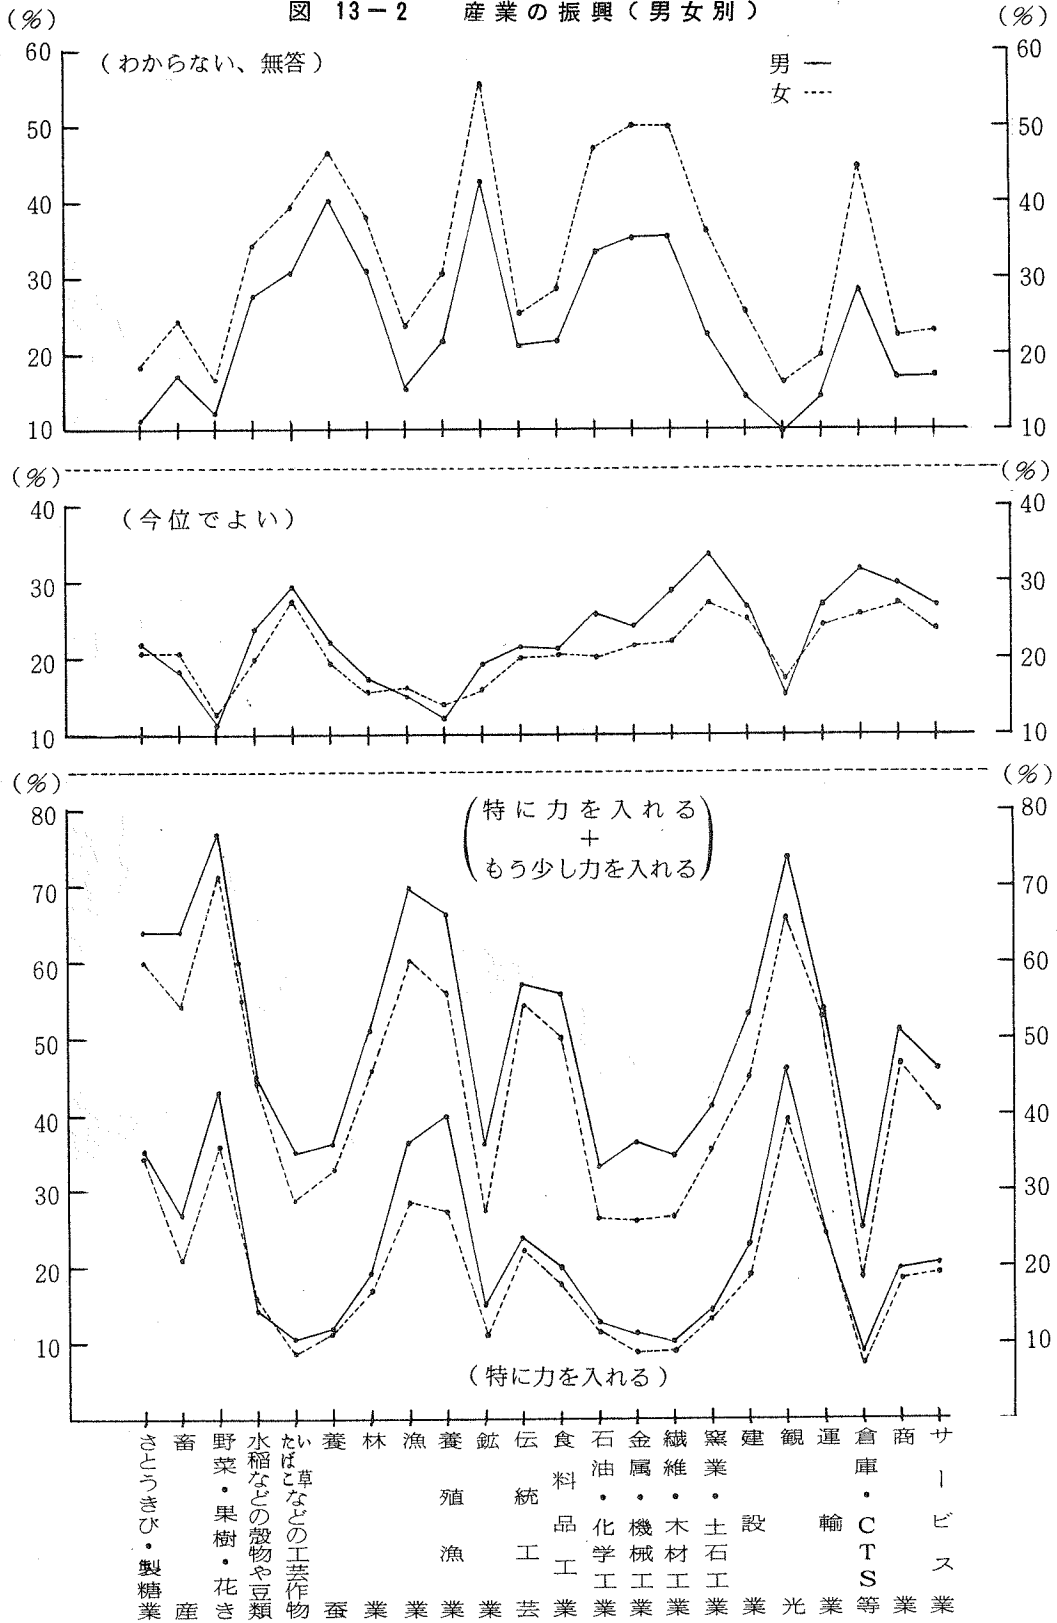 図 13－2 産業の振興（男女別）
(%)
(%)
60
50
40
30
20
10
（わからない、無答）
男 —
女 ----
60
50
40
30
20
10
(%)
(%)
40
30
20
10
（今位でよい）
40
30
20
10
(%)
(%)
80
70
60
50
40
30
20
10
（特に力を入れる
＋
もう少し力を入れる）
（特に力を入れる）
80
70
60
50
40
30
20
10
さとうきび・製糖業
畜産
野菜・果樹・花き
水稲などの穀物や豆類
たばこ
い草などの工芸作物
養蚕
林業
漁業
養殖漁業
鉱業
伝統工芸
食料品工業
石油・化学工業
金属・機械工業
繊維・木材工業
窯業・土石工業
建設業
観光
運輸業
倉庫・CTS等
商業
サービス業